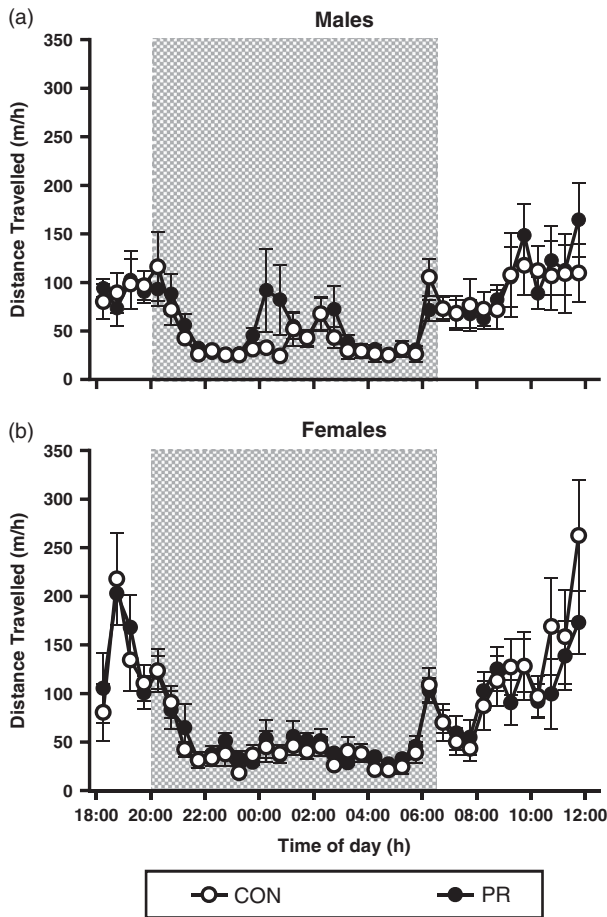 (a)
Males
350
300
250
200
150
100
50
0
Distance Travelled (m/h)
(b)
Females
350
300
250
200
150
100
50
0
Distance Travelled (m/h)
18:00 20:00 22:00 00:00 02:00 04:00 06:00 08:00 10:00 12:00
Time of day (h)
CON PR